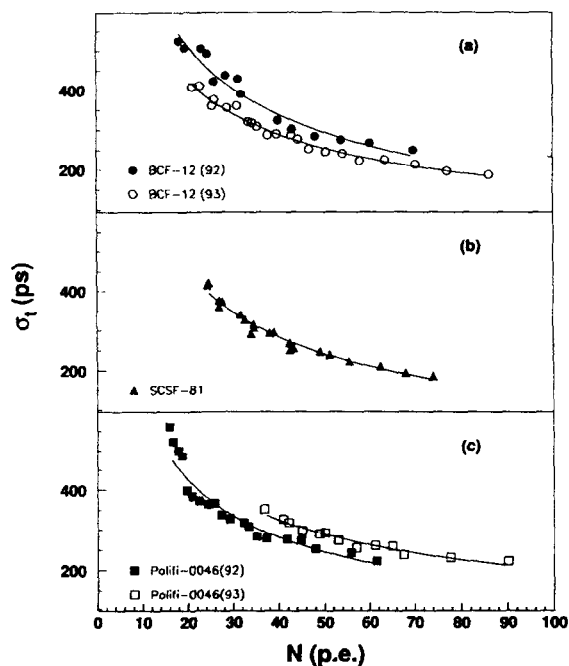 (a)
400
200
BCF-12 (92)
BCF-12 (93)
(b)
σt (ps)
400
200
SCSF-81
(c)
400
200
Polifi-0046(92)
Polifi-0046(93)
0 10 20 30 40 50 60 70 80 90 100
N (p.e.)